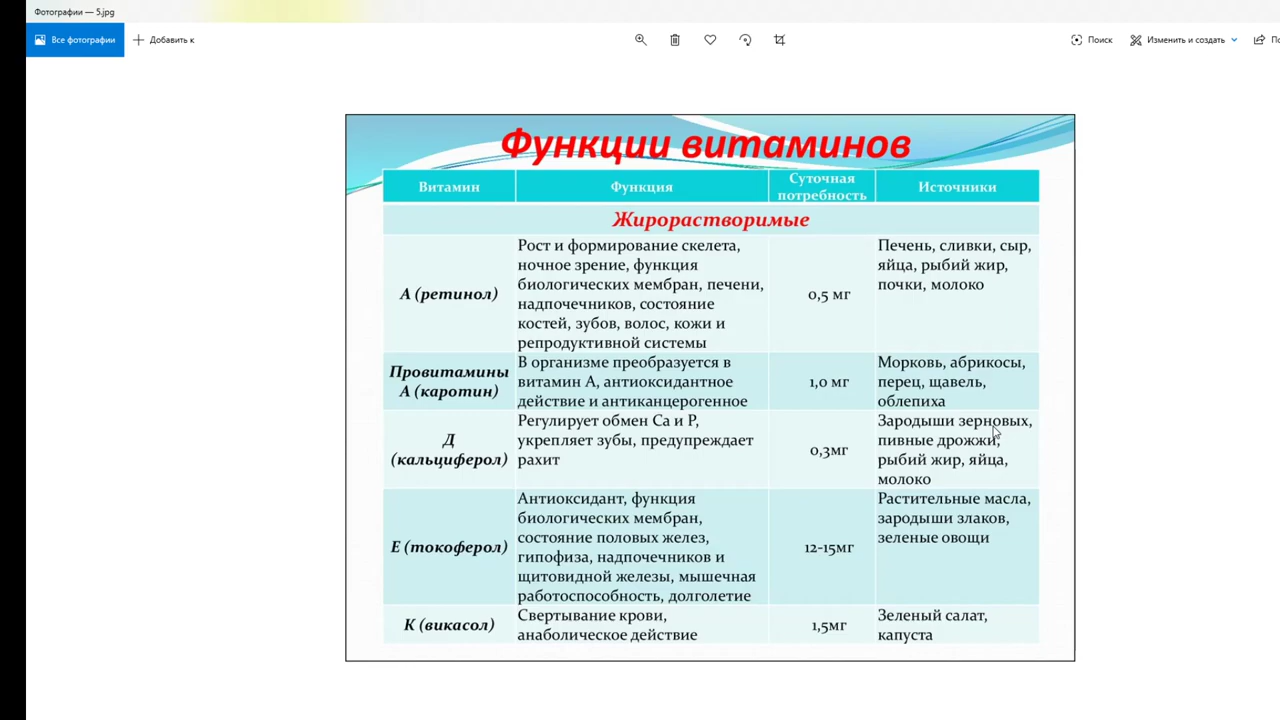 Фотографии — 5.jpg
Все фотографии
Добавить к
Поиск
Изменить и создать
Функции витаминов
Витамин
Функция
Суточная
потребность
Источники
Жирорастворимые
А (ретинол)
Рост и формирование скелета,
ночное зрение, функция
биологических мембран, печени,
надпочечников, состояние
костей, зубов, волос, кожи и
репродуктивной системы
0,5 мг
Печень, сливки, сыр,
яйца, рыбий жир,
почки, молоко
Провитамины
А (каротин)
В организме преобразуется в
витамин А, антиоксидантное
действие и антиканцерогенное
1,0 мг
Морковь, абрикосы,
перец, щавель,
облепиха
Д
(кальциферол)
Регулирует обмен Са и Р,
укрепляет зубы, предупреждает
рахит
0,3мг
Зародыши зерновых,
пивные дрожжи,
рыбий жир, яйца,
молоко
Е (токоферол)
Антиоксидант, функция
биологических мембран,
состояние половых желез,
гипофиза, надпочечников и
щитовидной железы, мышечная
работоспособность, долголетие
12-15мг
Растительные масла,
зародыши злаков,
зеленые овощи
К (викасол)
Свертывание крови,
анаболическое действие
1,5мг
Зеленый салат,
капуста